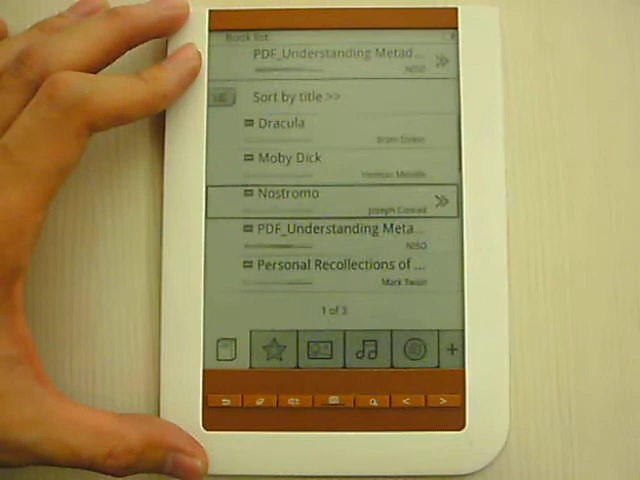 Book list
PDF_Understanding Metad...
NISO
Sort by title >>
Dracula
Bram Stoker
Moby Dick
Herman Melville
Nostromo
Joseph Conrad
PDF_Understanding Meta...
NISO
Personal Recollections of ...
Mark Twain
1 of 3